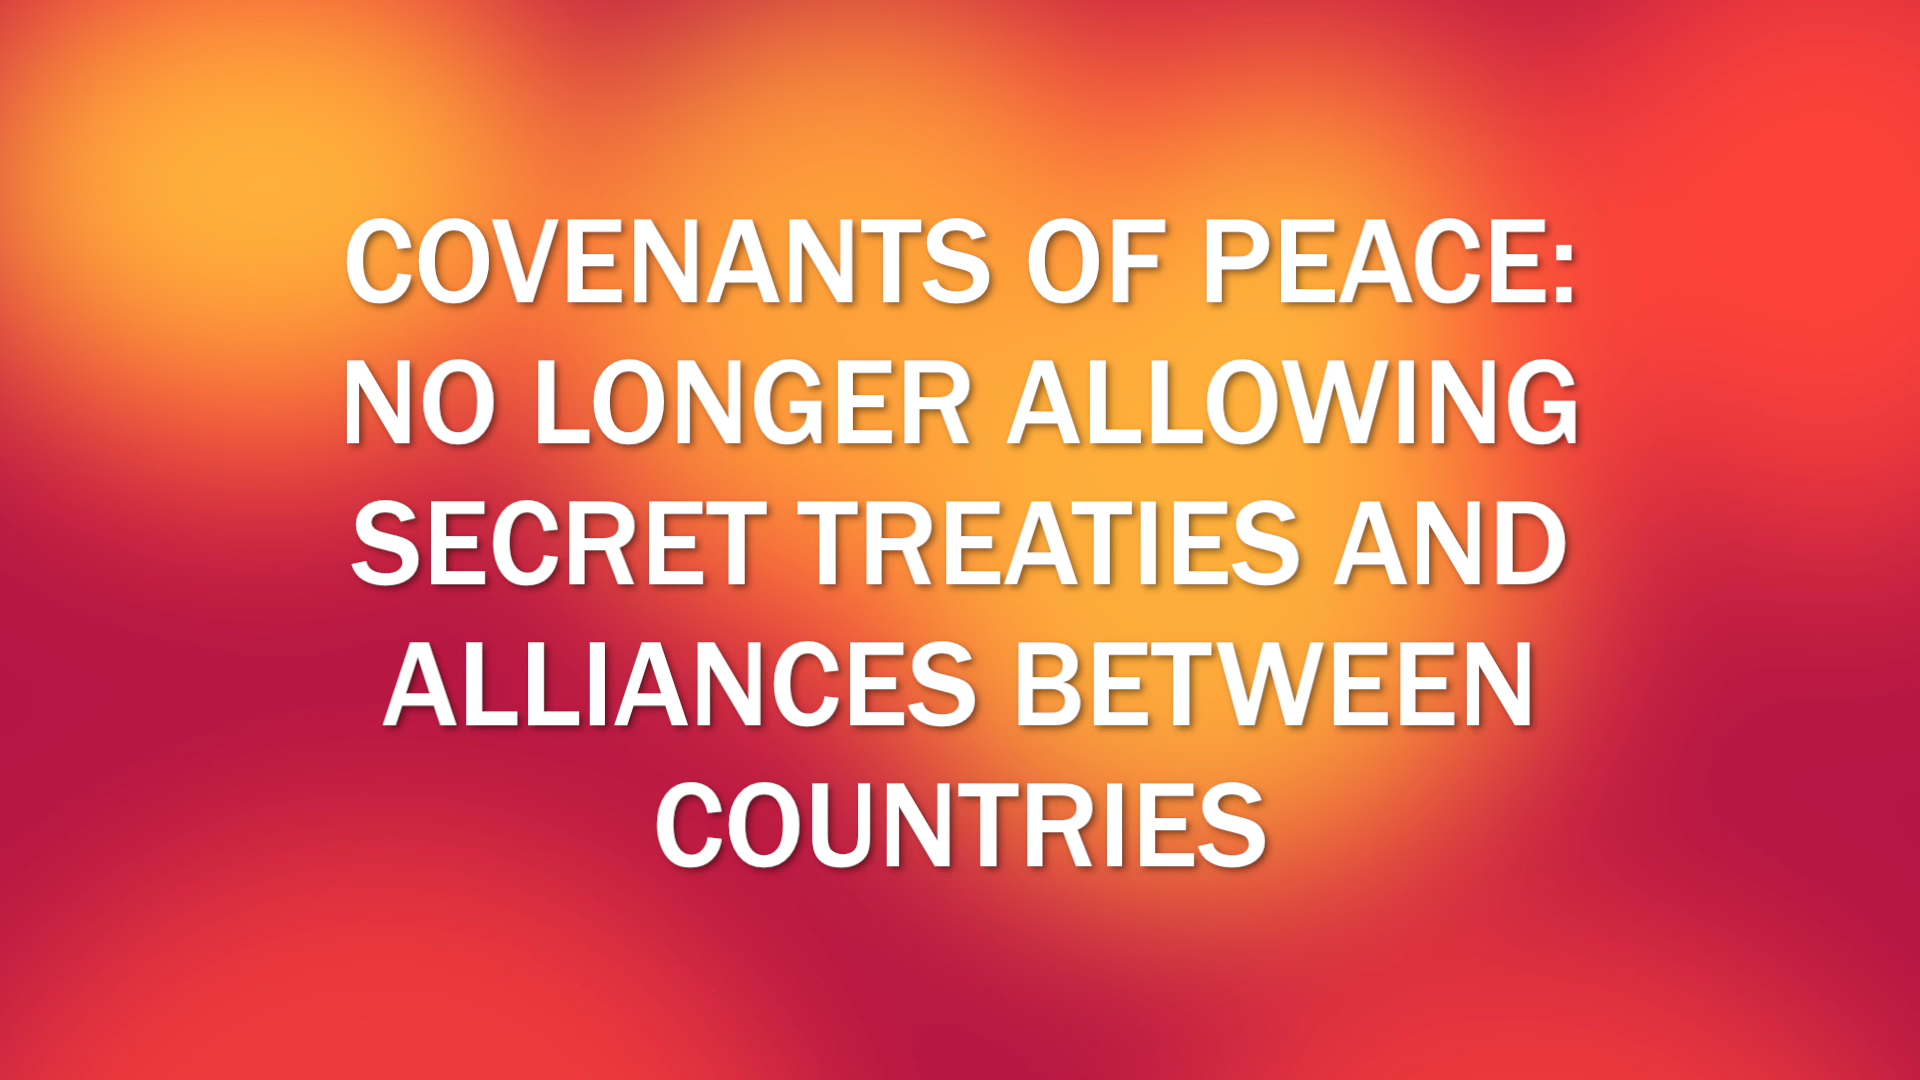 COVENANTS OF PEACE:
NO LONGER ALLOWING
SECRET TREATIES AND
ALLIANCES BETWEEN
COUNTRIES